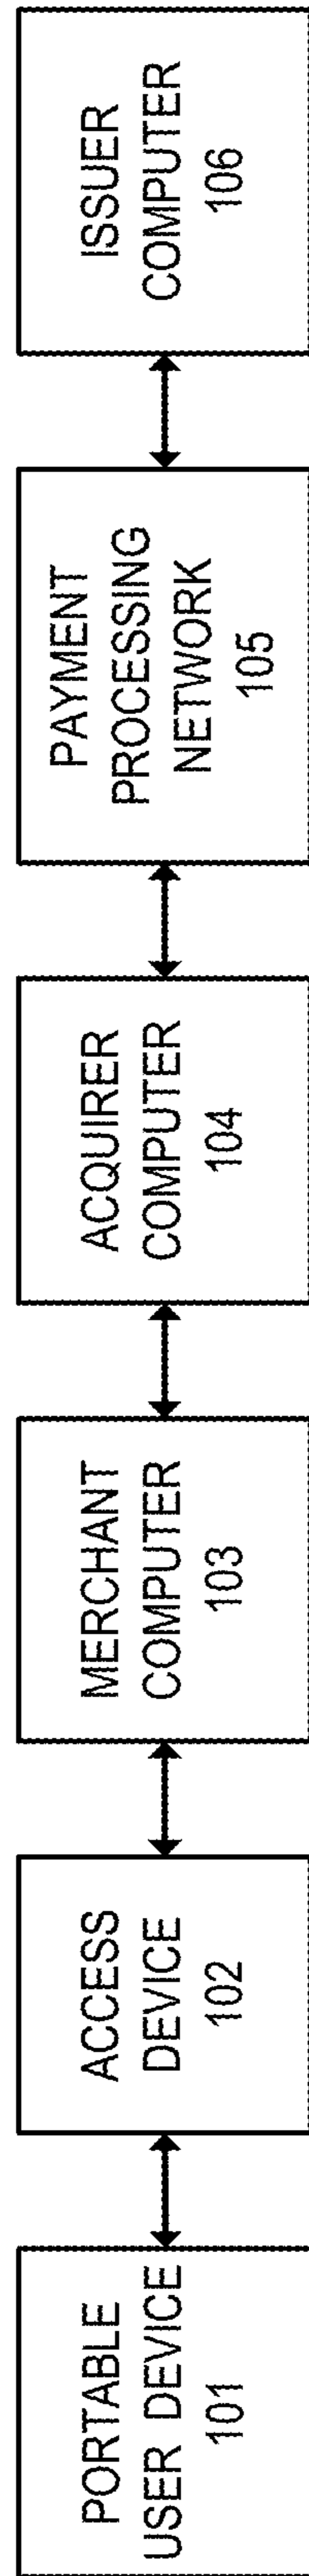 PORTABLE
USER DEVICE
101
ACCESS
DEVICE
102
MERCHANT
COMPUTER
103
ACQUIRER
COMPUTER
104
PAYMENT
PROCESSING
NETWORK
105
ISSUER
COMPUTER
106